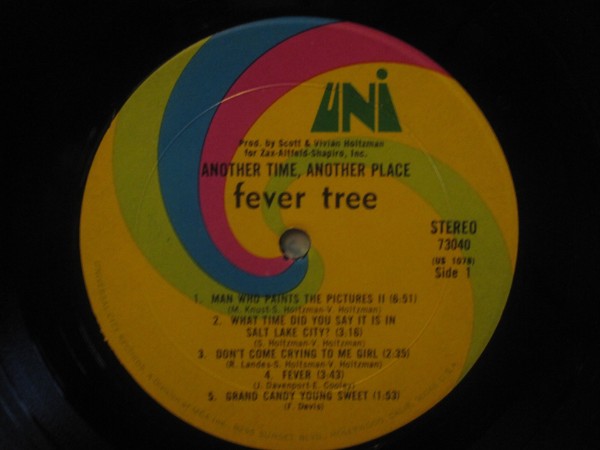 UNI
Prod. by Scott & Vivian Holtzman
for Zax-Altfeld-Shapiro, Inc.
ANOTHER TIME, ANOTHER PLACE
fever tree
STEREO
73040
(US 1078)
Side 1
1. MAN WHO PAINTS THE PICTURES II (6:51)
(M. Knust-S. Holtzman-V. Holtzman)
2. WHAT TIME DID YOU SAY IT IS IN
SALT LAKE CITY? (3:16)
(S. Holtzman-V. Holtzman)
3. DON'T COME CRYING TO ME GIRL (2:35)
(R. Landes-S. Holtzman-V. Holtzman)
4. FEVER (3:43)
(J. Davenport-E. Cooley)
5. GRAND CANDY YOUNG SWEET (1:53)
(F. Davis)